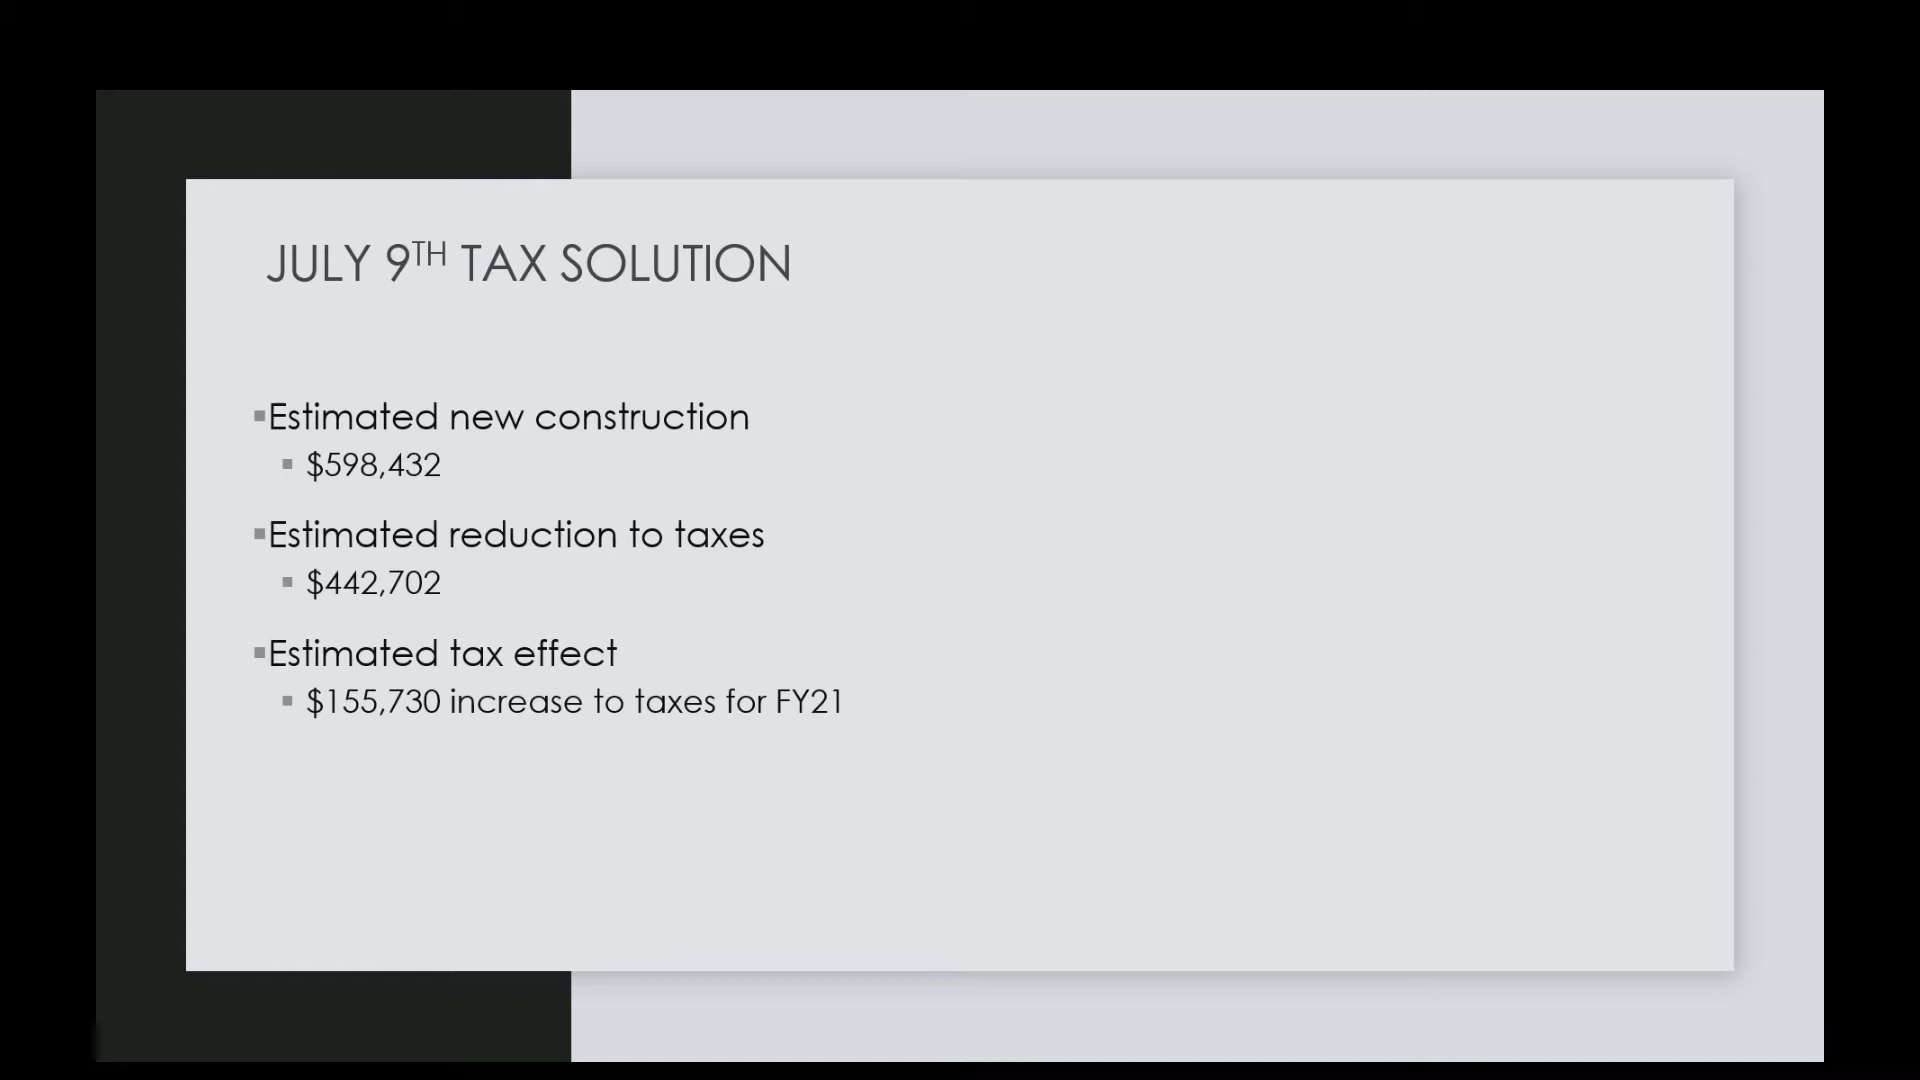 JULY 9TH TAX SOLUTION
▪Estimated new construction
▪ $598,432
▪Estimated reduction to taxes
▪ $442,702
▪Estimated tax effect
▪ $155,730 increase to taxes for FY21